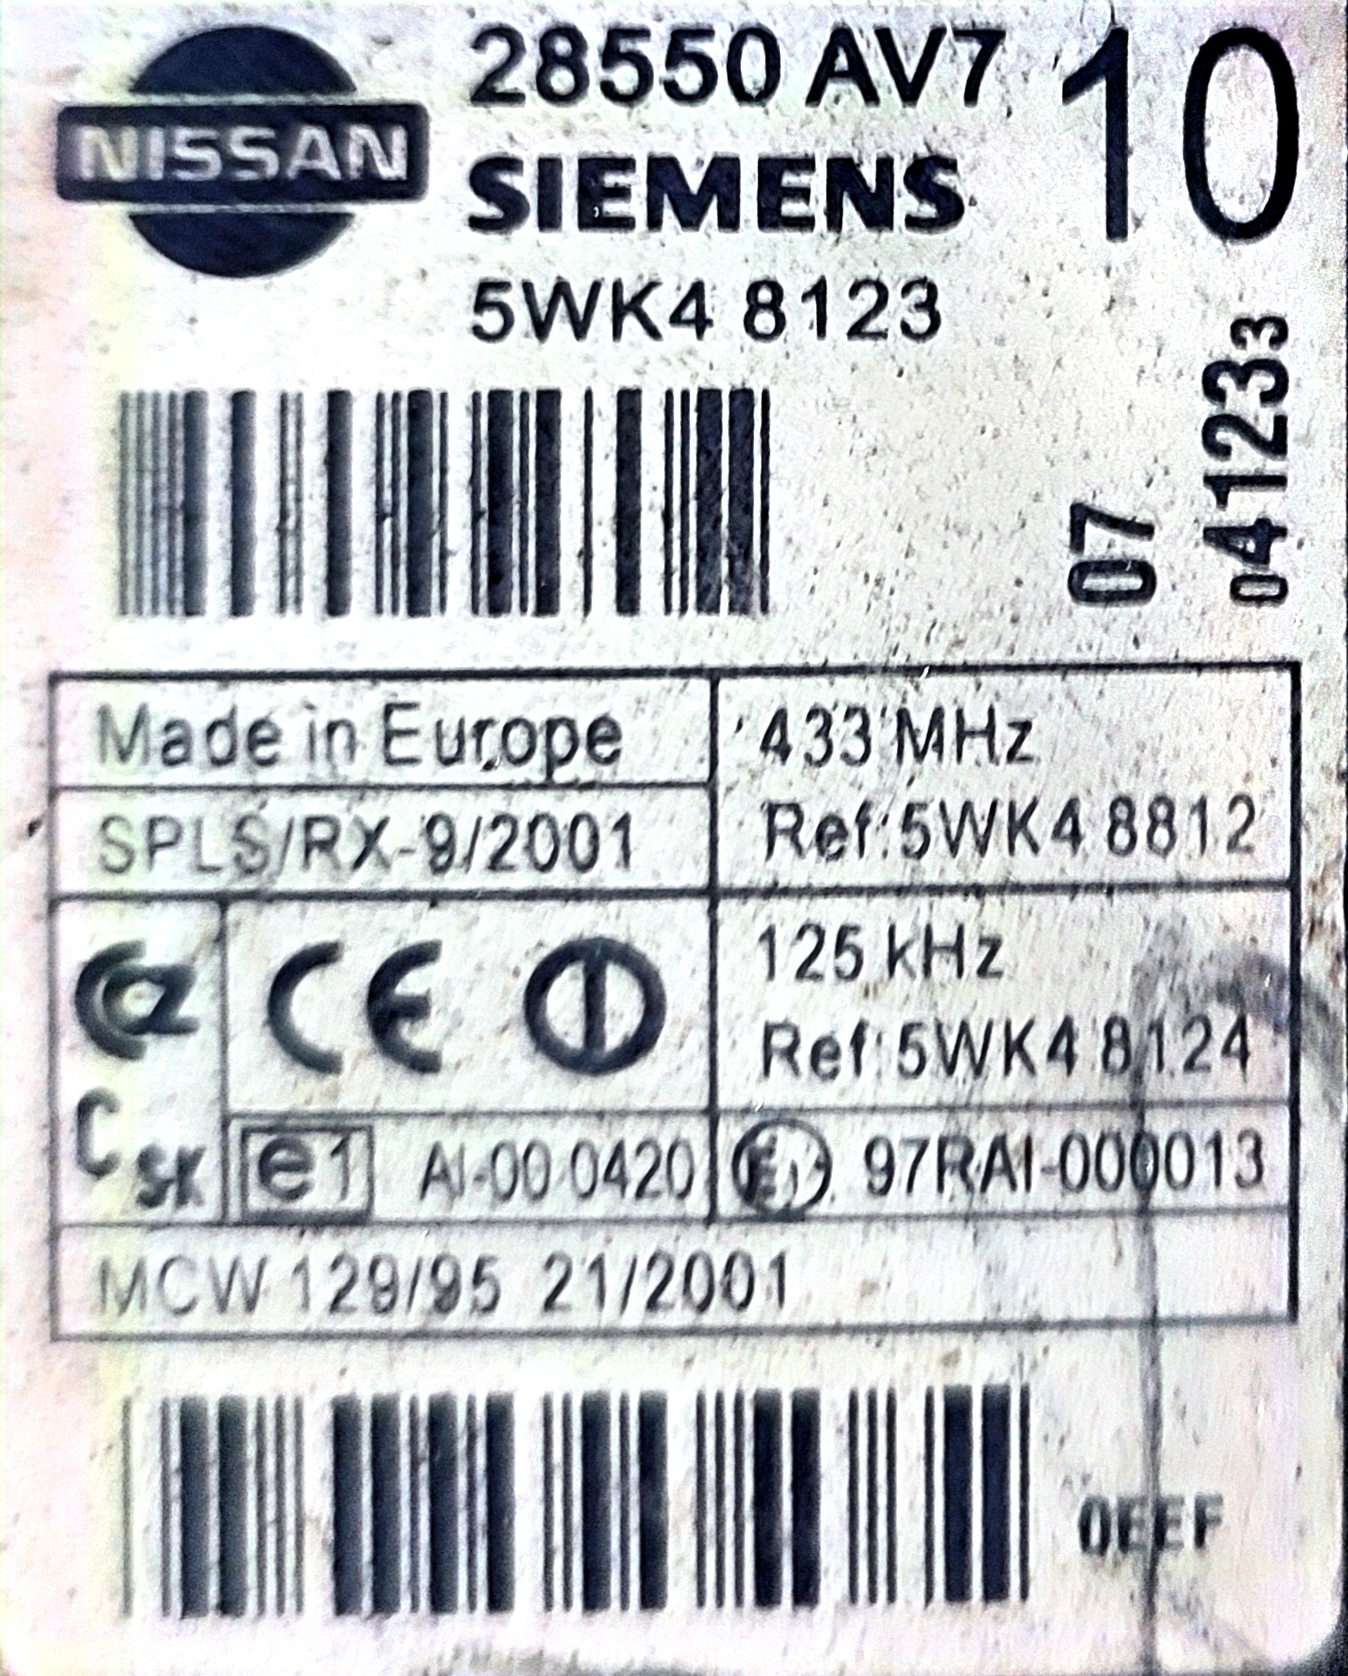 NISSAN
28550 AV7 10
SIEMENS
5WK4 8123
07
041233
Made in Europe
433 MHz
Ref:5WK4 8812
SPLS/RX-9/2001
CE
125 kHz
Ref:5WK4 8124
C SK
e1 AI-00 0420
97RAI-000013
MCW 129/95 21/2001
0EEF